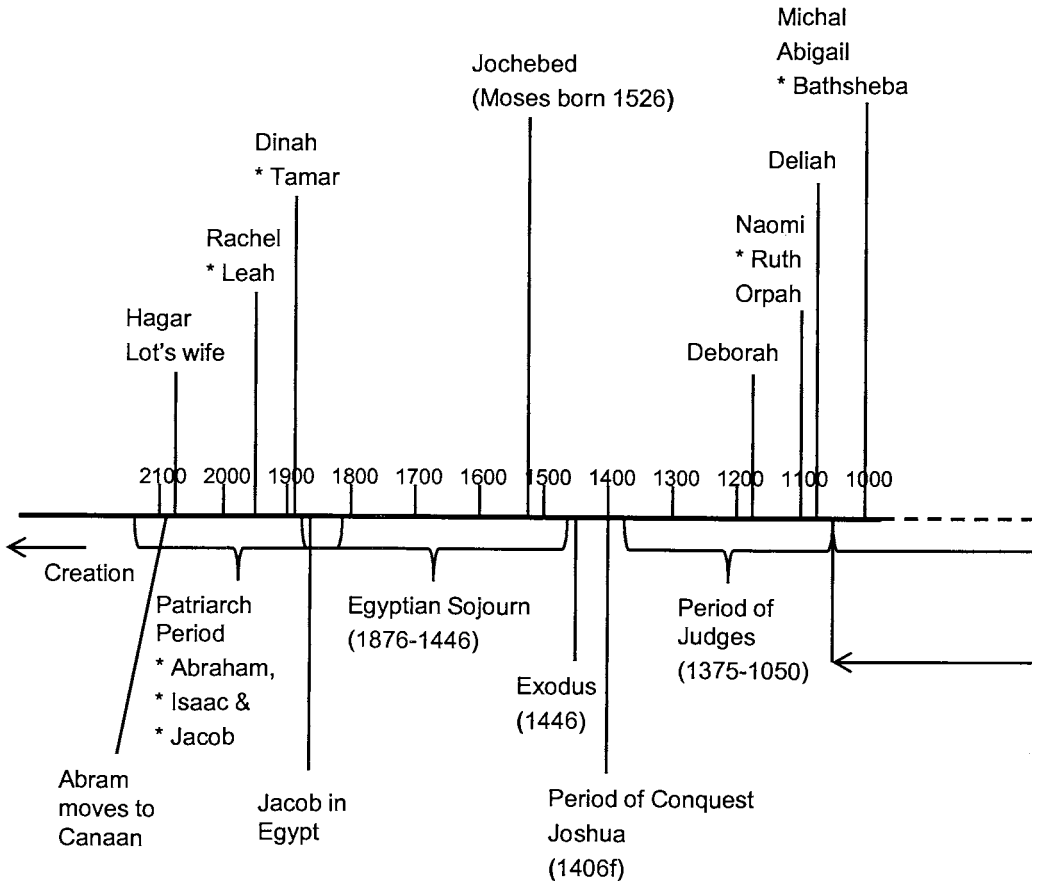 Michal
Abigail
* Bathsheba
Jochebed
(Moses born 1526)
Dinah
* Tamar
Deliah
Rachel
* Leah
Naomi
* Ruth
Orpah
Hagar
Lot's wife
Deborah
2100 2000 1900 1800 1700 1600 1500 1400 1300 1200 1100 1000
Creation
Patriarch
Period
* Abraham,
* Isaac &
* Jacob
Egyptian Sojourn
(1876-1446)
Period of
Judges
(1375-1050)
Exodus
(1446)
Abram
moves to
Canaan
Jacob in
Egypt
Period of Conquest
Joshua
(1406f)